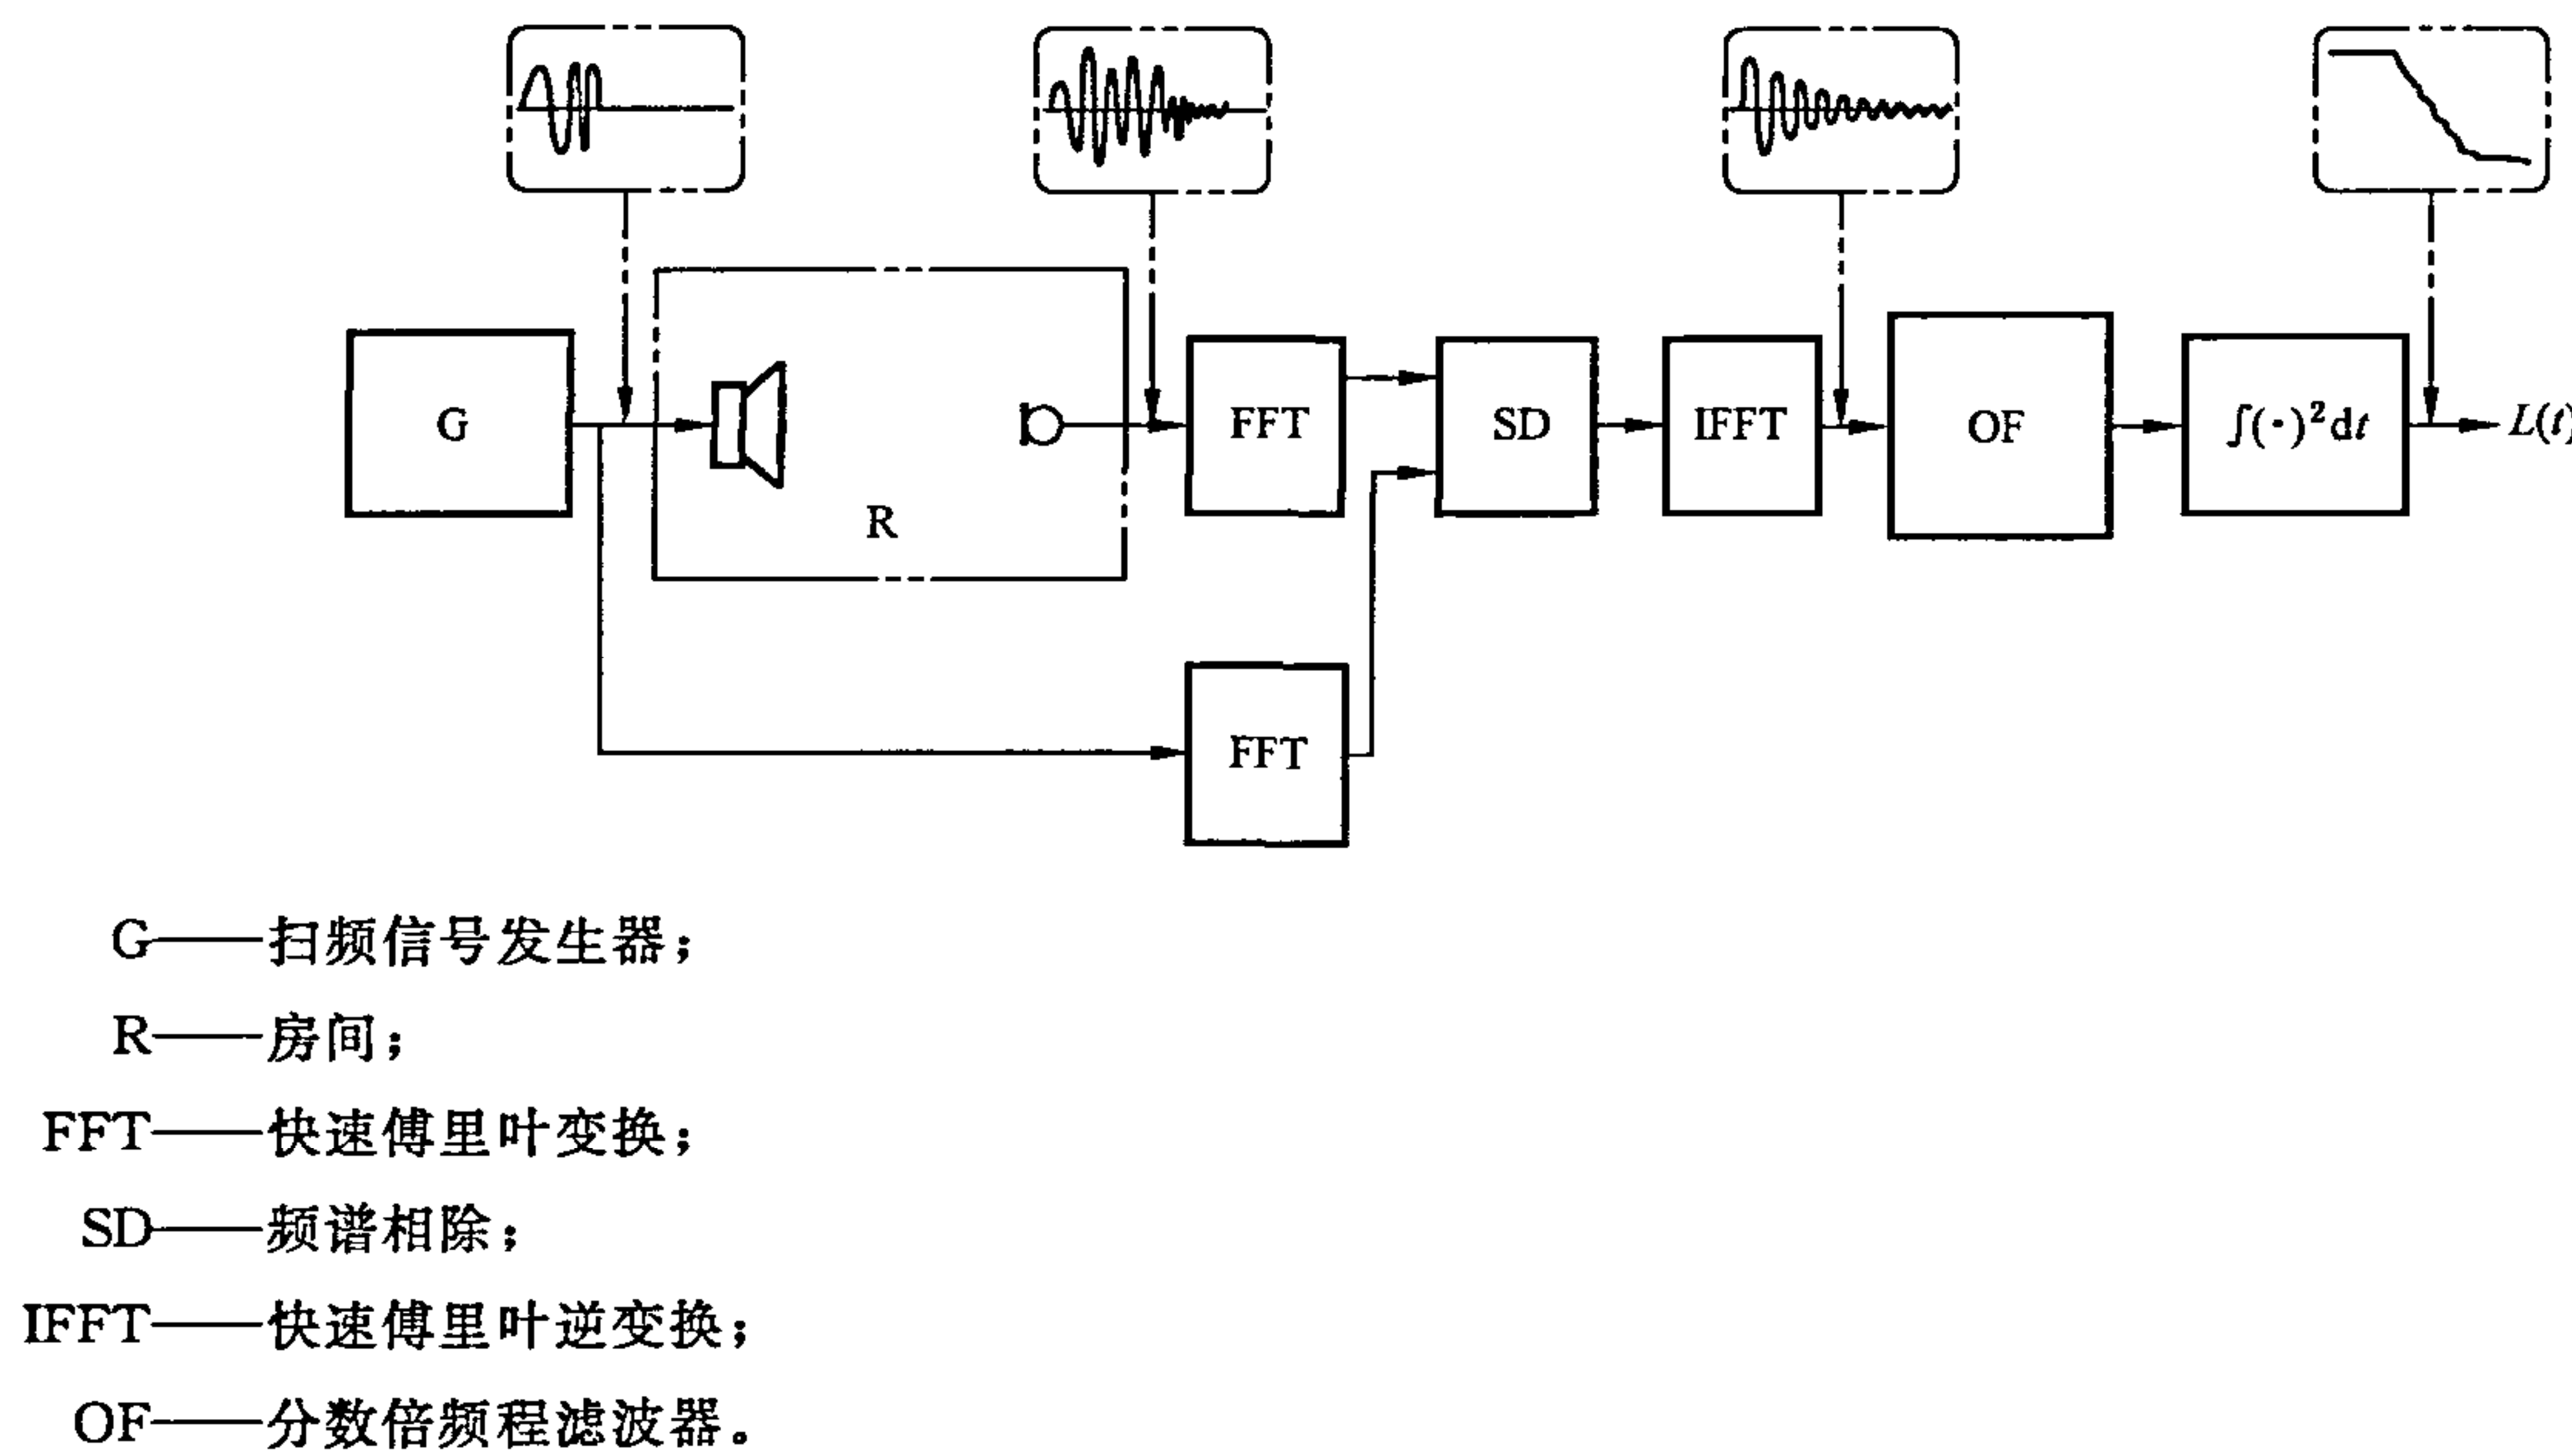 G
R
FFT
SD
IFFT
OF
∫(·)²dt
L(t)
FFT
G——扫频信号发生器；
R——房间；
FFT——快速傅里叶变换；
SD——频谱相除；
IFFT——快速傅里叶逆变换；
OF——分数倍频程滤波器。